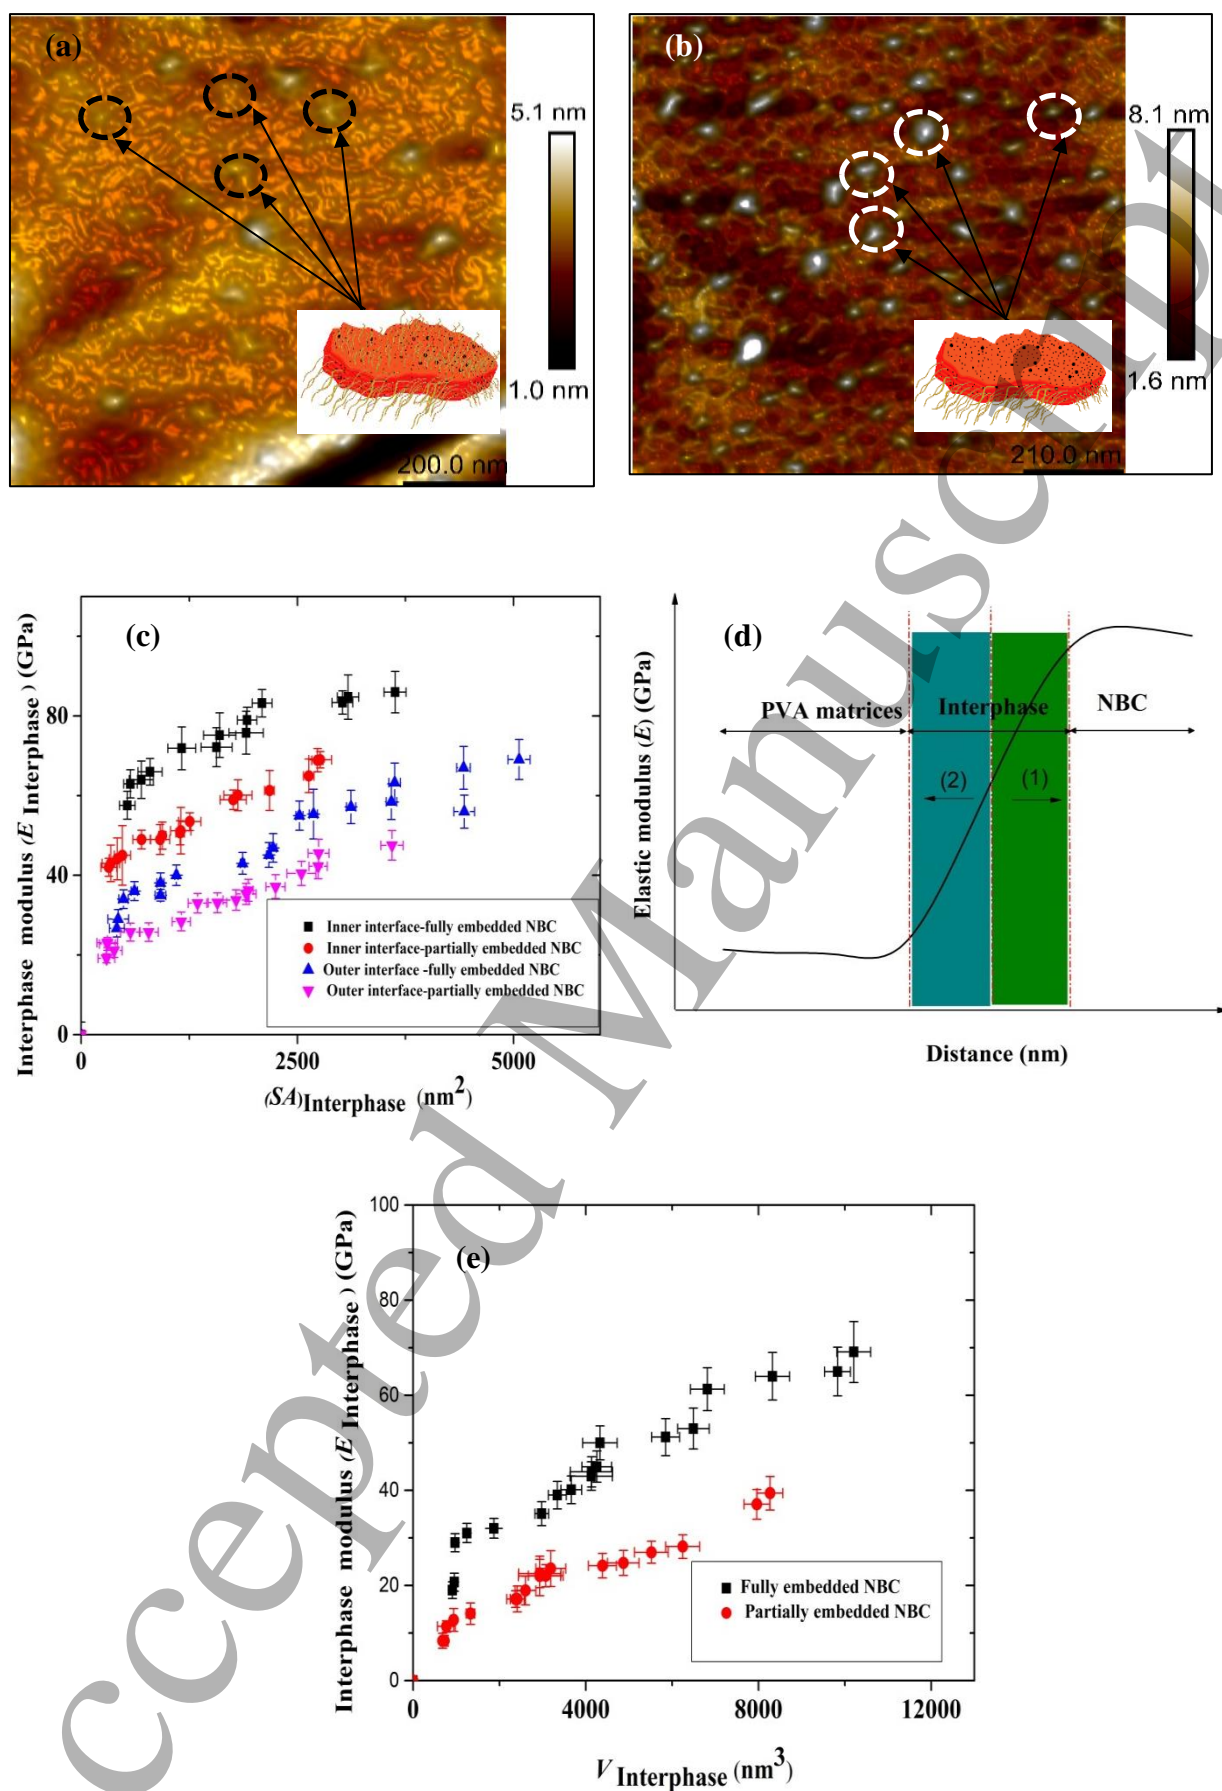 (a)
5.1 nm
1.0 nm
200.0 nm
(b)
8.1 nm
1.6 nm
210.0 nm
(c)
Interphase modulus (E Interphase) (GPa)
80
40
0
0
2500
5000
Inner interface-fully embedded NBC
Inner interface-partially embedded NBC
Outer interface -fully embedded NBC
Outer interface-partially embedded NBC
(SA)Interphase (nm2)
(d)
Elastic modulus (E) (GPa)
PVA matrices
Interphase
NBC
(2)
(1)
Distance (nm)
(e)
Interphase modulus (E Interphase) (GPa)
100
80
60
40
20
0
0
4000
8000
12000
Fully embedded NBC
Partially embedded NBC
V Interphase (nm3)
ccepted Manuscript